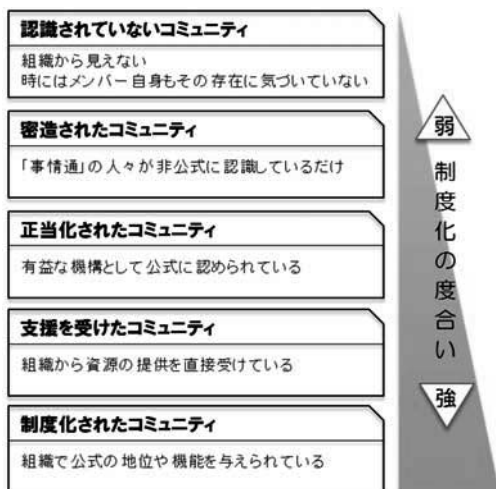 認識されていないコミュニティ
組織から見えない
時にはメンバー自身もその存在に気づいていない
密造されたコミュニティ
「事情通」の人々が非公式に認識しているだけ
正当化されたコミュニティ
有益な機構として公式に認められている
支援を受けたコミュニティ
組織から資源の提供を直接受けている
制度化されたコミュニティ
組織で公式の地位や機能を与えられている
弱
制度化の度合い
強